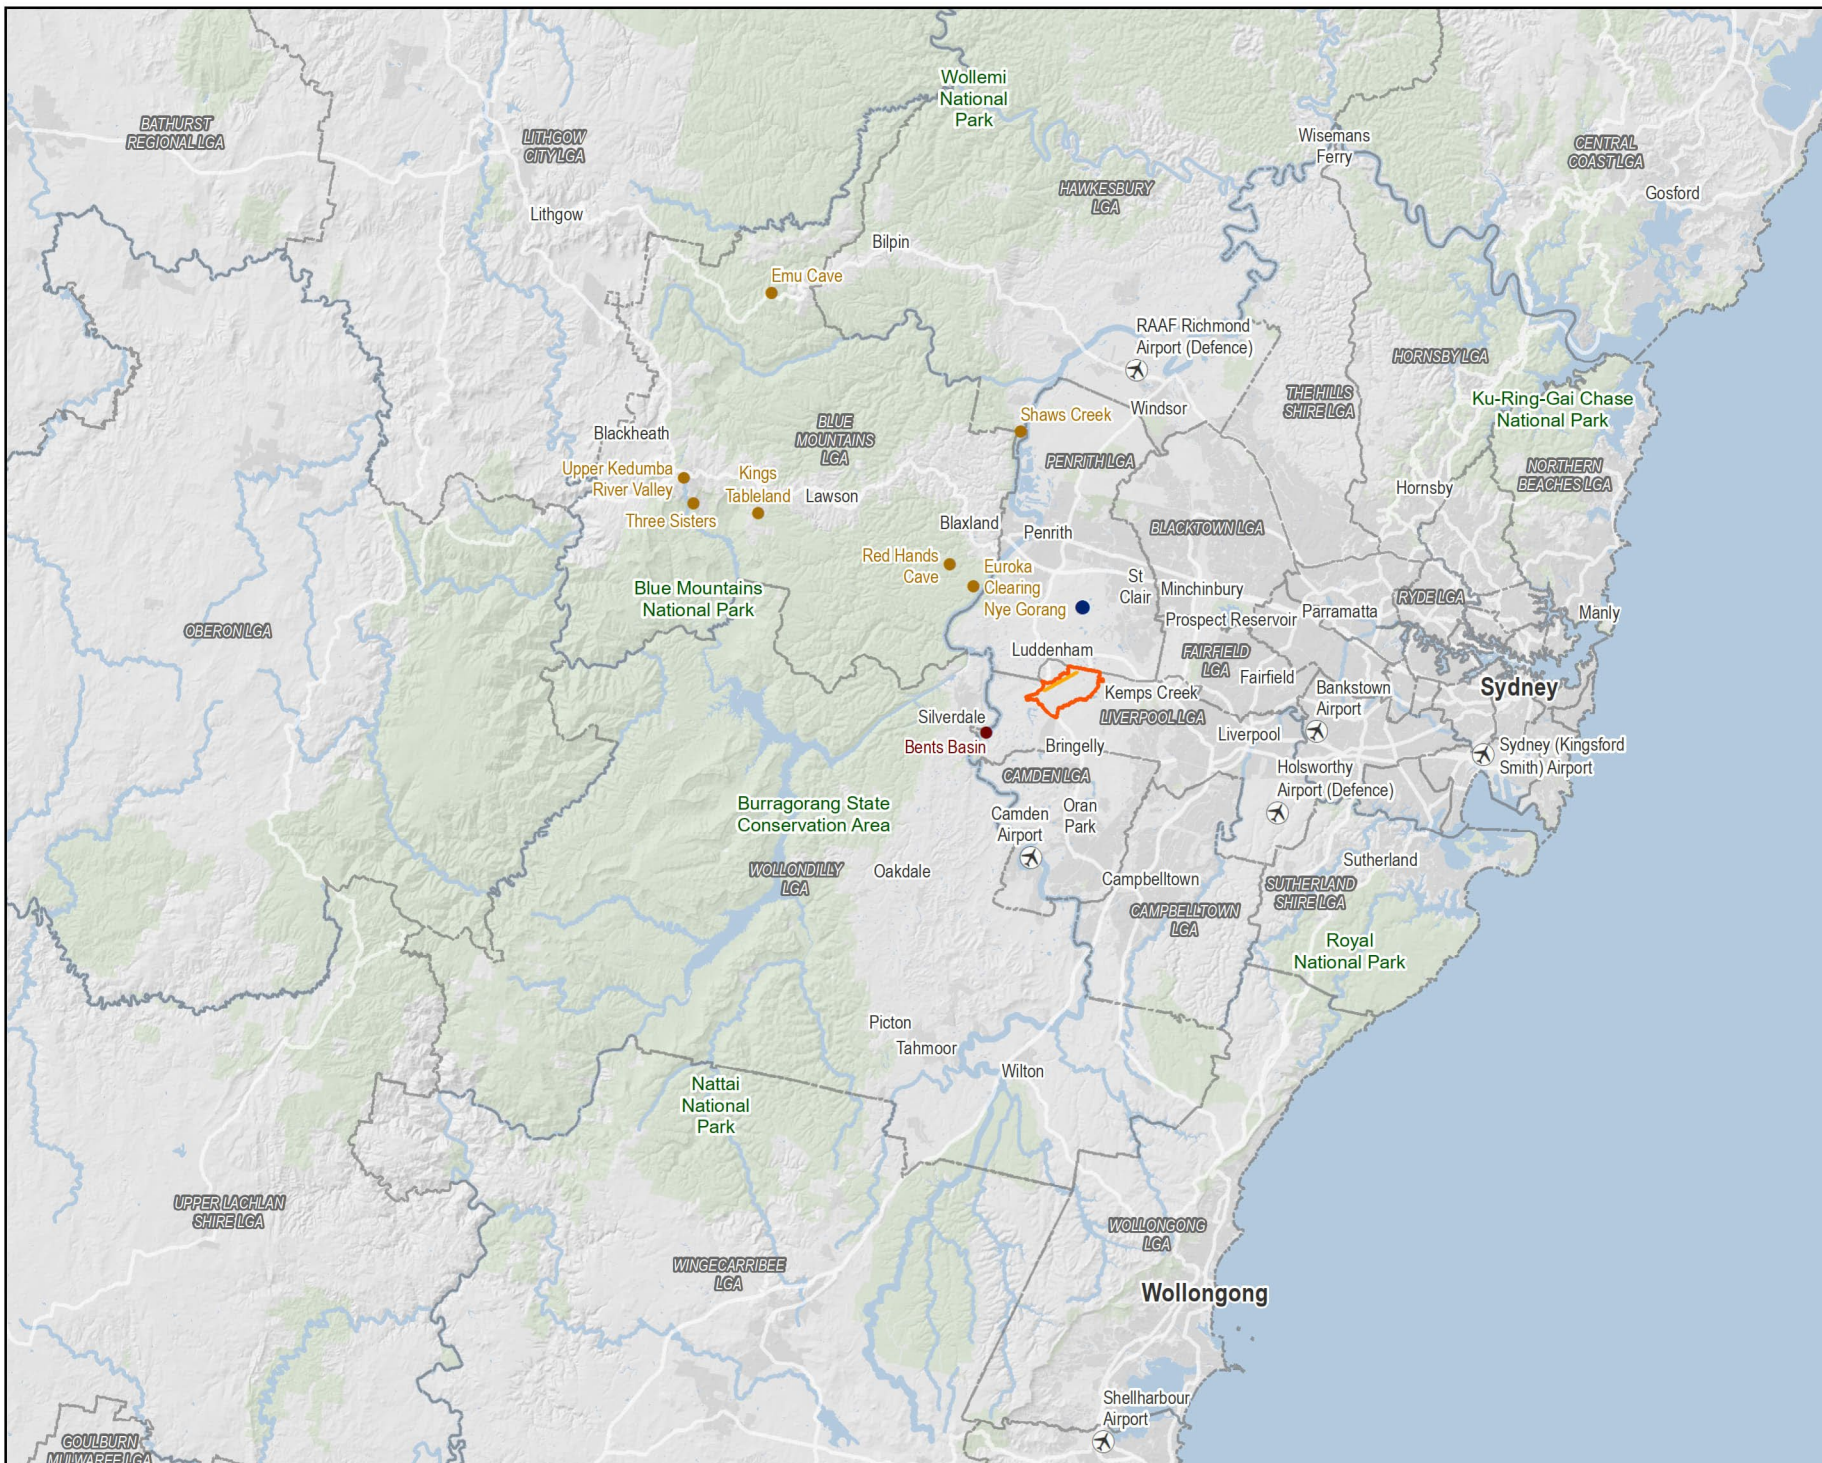 Wollemi
National
Park
BATHURST
REGIONAL LGA
LITHGOW
CITY LGA
Wisemans
Ferry
CENTRAL
COAST LGA
HAWKESBURY
LGA
Gosford
Lithgow
Bilpin
Emu Cave
RAAF Richmond
Airport (Defence)
HORNSBY LGA
THE HILLS
SHIRE LGA
Ku-Ring-Gai Chase
National Park
Windsor
Shaws Creek
BLUE
MOUNTAINS
LGA
Blackheath
PENRITH LGA
NORTHERN
BEACHES LGA
Upper Kedumba
River Valley
Kings
Tableland
Lawson
Hornsby
Three Sisters
Blaxland
Penrith
BLACKTOWN LGA
Red Hands
Cave
Euroka
Clearing
Nye Gorang
St
Clair
Minchinbury
Blue Mountains
National Park
RYDE LGA
Parramatta
Manly
Prospect Reservoir
OBERON LGA
Luddenham
FAIRFIELD
LGA
Fairfield
Sydney
Kemps Creek
Bankstown
Airport
LIVERPOOL LGA
Silverdale
Bents Basin
Bringelly
Liverpool
Sydney (Kingsford
Smith) Airport
CAMDEN LGA
Holsworthy
Airport (Defence)
Burragorang State
Conservation Area
Camden
Airport
Oran
Park
WOLLONDILLY
LGA
Oakdale
Sutherland
Campbelltown
SUTHERLAND
SHIRE LGA
CAMPBELLTOWN
LGA
Royal
National Park
Picton
Tahmoor
Wilton
Nattai
National
Park
UPPER LACHLAN
SHIRE LGA
WOLLONGONG
LGA
WINGECARRIBEE
LGA
Wollongong
Shellharbour
Airport
GOULBURN
MULWAREE LGA